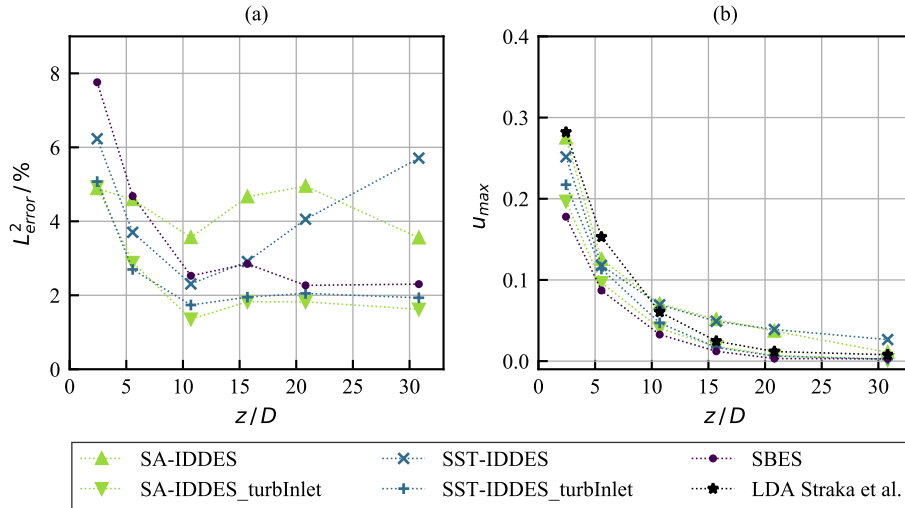 (a)
(b)
8
6
4
2
0
L²error / %
0 5 10 15 20 25 30
z / D
0.4
0.3
0.2
0.1
0.0
umax
0 5 10 15 20 25 30
z / D
SA-IDDES
SST-IDDES
SBES
SA-IDDES_turbInlet
SST-IDDES_turbInlet
LDA Straka et al.